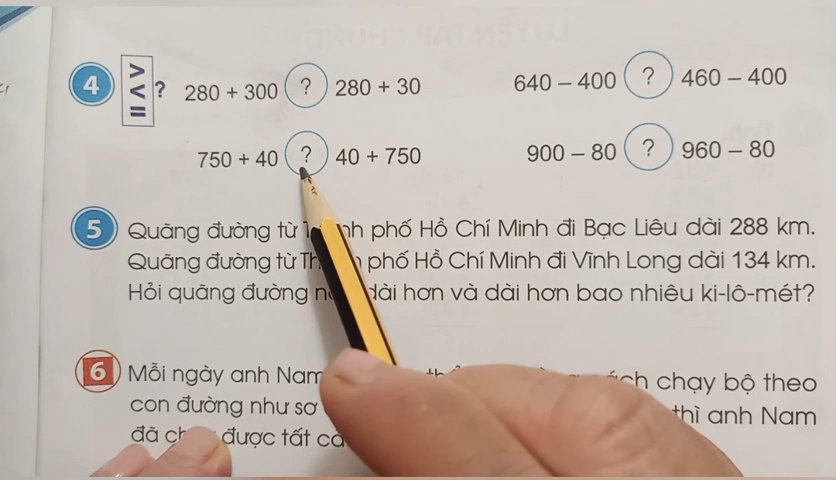 4 > < = ? 280 + 300 ? 280 + 30 640 – 400 ? 460 – 400
750 + 40 ? 40 + 750 900 – 80 ? 960 – 80
5 Quãng đường từ phố Hồ Chí Minh đi Bạc Liêu dài 288 km.
Quãng đường từ phố Hồ Chí Minh đi Vĩnh Long dài 134 km.
Hỏi quãng đường dài hơn và dài hơn bao nhiêu ki-lô-mét?
6 Mỗi ngày anh Nam chạy bộ theo
con đường như sơ thì anh Nam
đã được tất cả